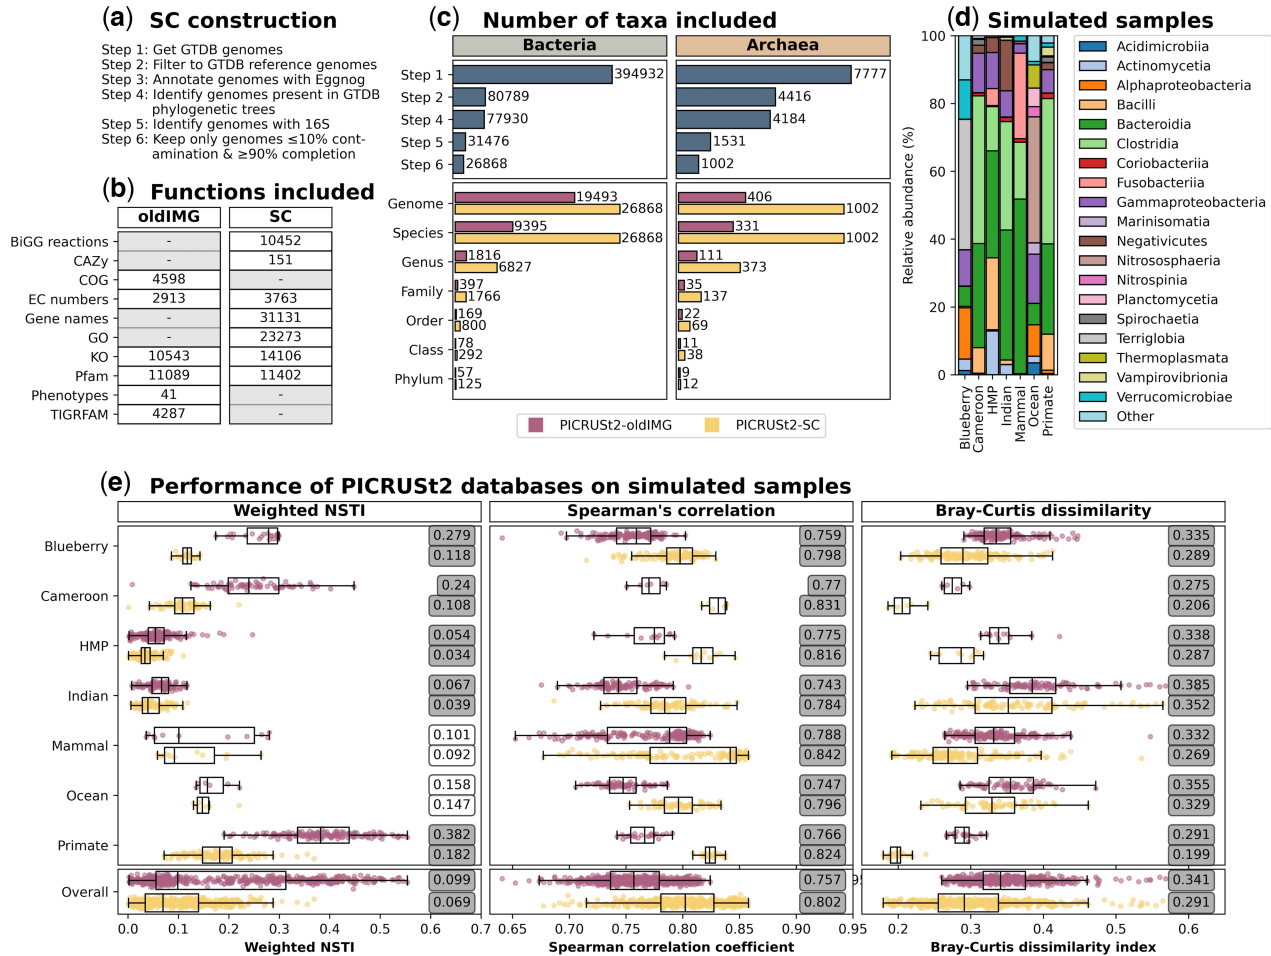 (a) SC construction
Step 1: Get GTDB genomes
Step 2: Filter to GTDB reference genomes
Step 3: Annotate genomes with Eggnog
Step 4: Identify genomes present in GTDB
phylogenetic trees
Step 5: Identify genomes with 16S
Step 6: Keep only genomes ≤10% cont-
amination & ≥90% completion
(b) Functions included
oldIMG SC
BiGG reactions - 10452
CAZy - 151
COG 4598 -
EC numbers 2913 3763
Gene names - 31131
GO - 23273
KO 10543 14106
Pfam 11089 11402
Phenotypes 41 -
TIGRFAM 4287 -
(c) Number of taxa included
Bacteria Archaea
Step 1 394932 7777
Step 2 80789 4416
Step 4 77930 4184
Step 5 31476 1531
Step 6 26868 1002
Genome 19493 406
26868 1002
Species 9395 331
26868 1002
Genus 1816 111
6827 373
Family 397 35
1766 137
Order 169 22
800 69
Class 78 11
292 38
Phylum 57 9
125 12
PICRUSt2-oldIMG PICRUSt2-SC
(d) Simulated samples
Relative abundance (%)
100
80
60
40
20
0
Blueberry
Cameroon
HMP
Indian
Mammal
Ocean
Primate
Acidimicrobiia
Actinomycetia
Alphaproteobacteria
Bacilli
Bacteroidia
Clostridia
Coriobacteriia
Fusobacteriia
Gammaproteobacteria
Marinisomatia
Negativicutes
Nitrososphaeria
Nitrospinia
Planctomycetia
Spirochaetia
Terriglobia
Thermoplasmata
Vampirovibrionia
Verrucomicrobiae
Other
(e) Performance of PICRUSt2 databases on simulated samples
Weighted NSTI Spearman's correlation Bray-Curtis dissimilarity
Blueberry 0.279 0.759 0.335
0.118 0.798 0.289
Cameroon 0.24 0.77 0.275
0.108 0.831 0.206
HMP 0.054 0.775 0.338
0.034 0.816 0.287
Indian 0.067 0.743 0.385
0.039 0.784 0.352
Mammal 0.101 0.788 0.332
0.092 0.842 0.269
Ocean 0.158 0.747 0.355
0.147 0.796 0.329
Primate 0.382 0.766 0.291
0.182 0.824 0.199
Overall 0.099 0.757 0.341
0.069 0.802 0.291
0.0 0.1 0.2 0.3 0.4 0.5 0.6 0.7 0.65 0.70 0.75 0.80 0.85 0.90 0.95 0.2 0.3 0.4 0.5 0.6
Weighted NSTI Spearman correlation coefficient Bray-Curtis dissimilarity index